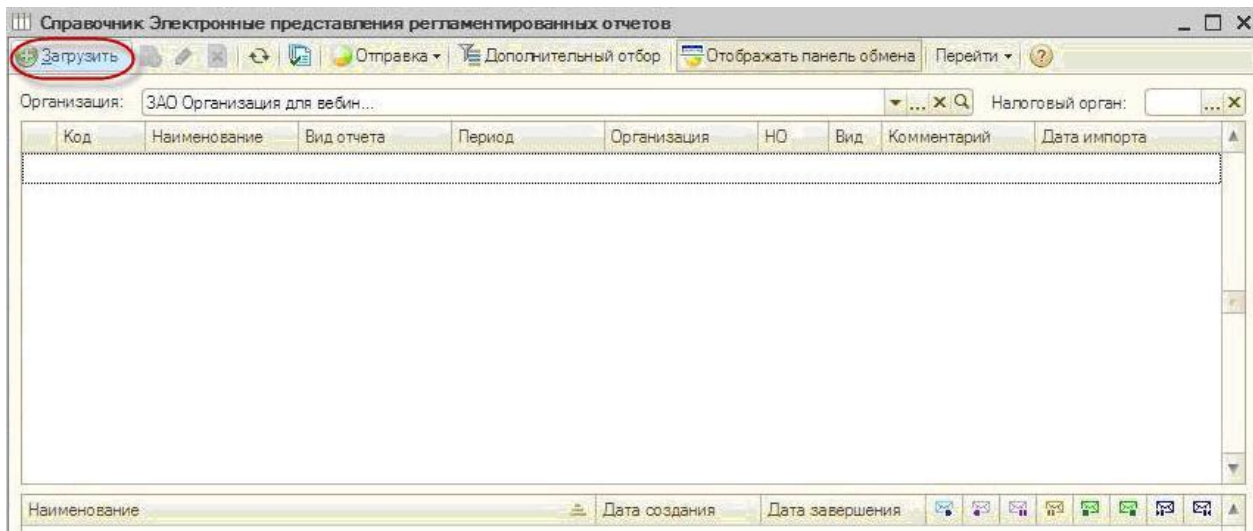 Справочник Электронные представления регламентированных отчетов
Загрузить Отправка Дополнительный отбор Отображать панель обмена Перейти
Организация: ЗАО Организация для вебин... Налоговый орган:
Код Наименование Вид отчета Период Организация НО Вид Комментарий Дата импорта
Наименование Дата создания Дата завершения